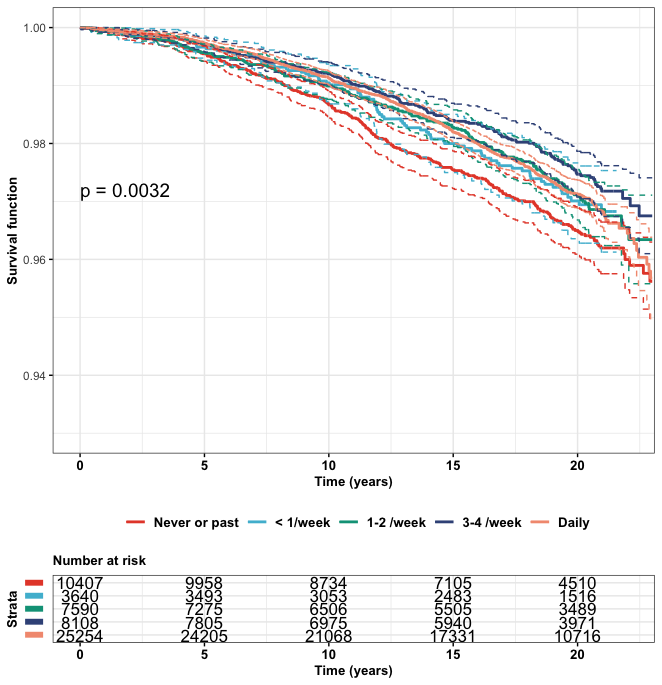 1.00
0.98
0.96
0.94
Survival function
p = 0.0032
0 5 10 15 20
Time (years)
Never or past < 1/week 1-2 /week 3-4 /week Daily
Number at risk
Strata
10407 9958 8734 7105 4510
3640 3493 3053 2483 1516
7590 7275 6506 5505 3489
8108 7805 6975 5940 3971
25254 24205 21068 17331 10716
0 5 10 15 20
Time (years)